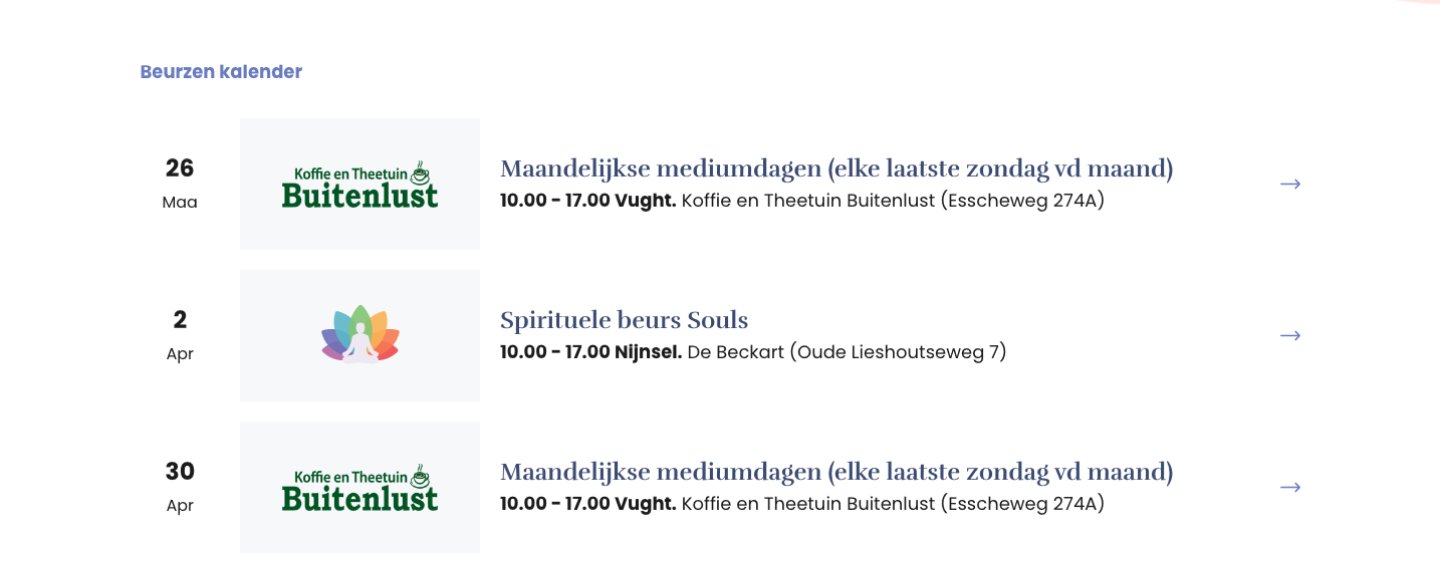 Beurzen kalender
26
Maa
Koffie en Theetuin
Buitenlust
Maandelijkse mediumdagen (elke laatste zondag vd maand)
10.00 - 17.00 Vught. Koffie en Theetuin Buitenlust (Esscheweg 274A)
2
Apr
Spirituele beurs Souls
10.00 - 17.00 Nijnsel. De Beckart (Oude Lieshoutseweg 7)
30
Apr
Koffie en Theetuin
Buitenlust
Maandelijkse mediumdagen (elke laatste zondag vd maand)
10.00 - 17.00 Vught. Koffie en Theetuin Buitenlust (Esscheweg 274A)